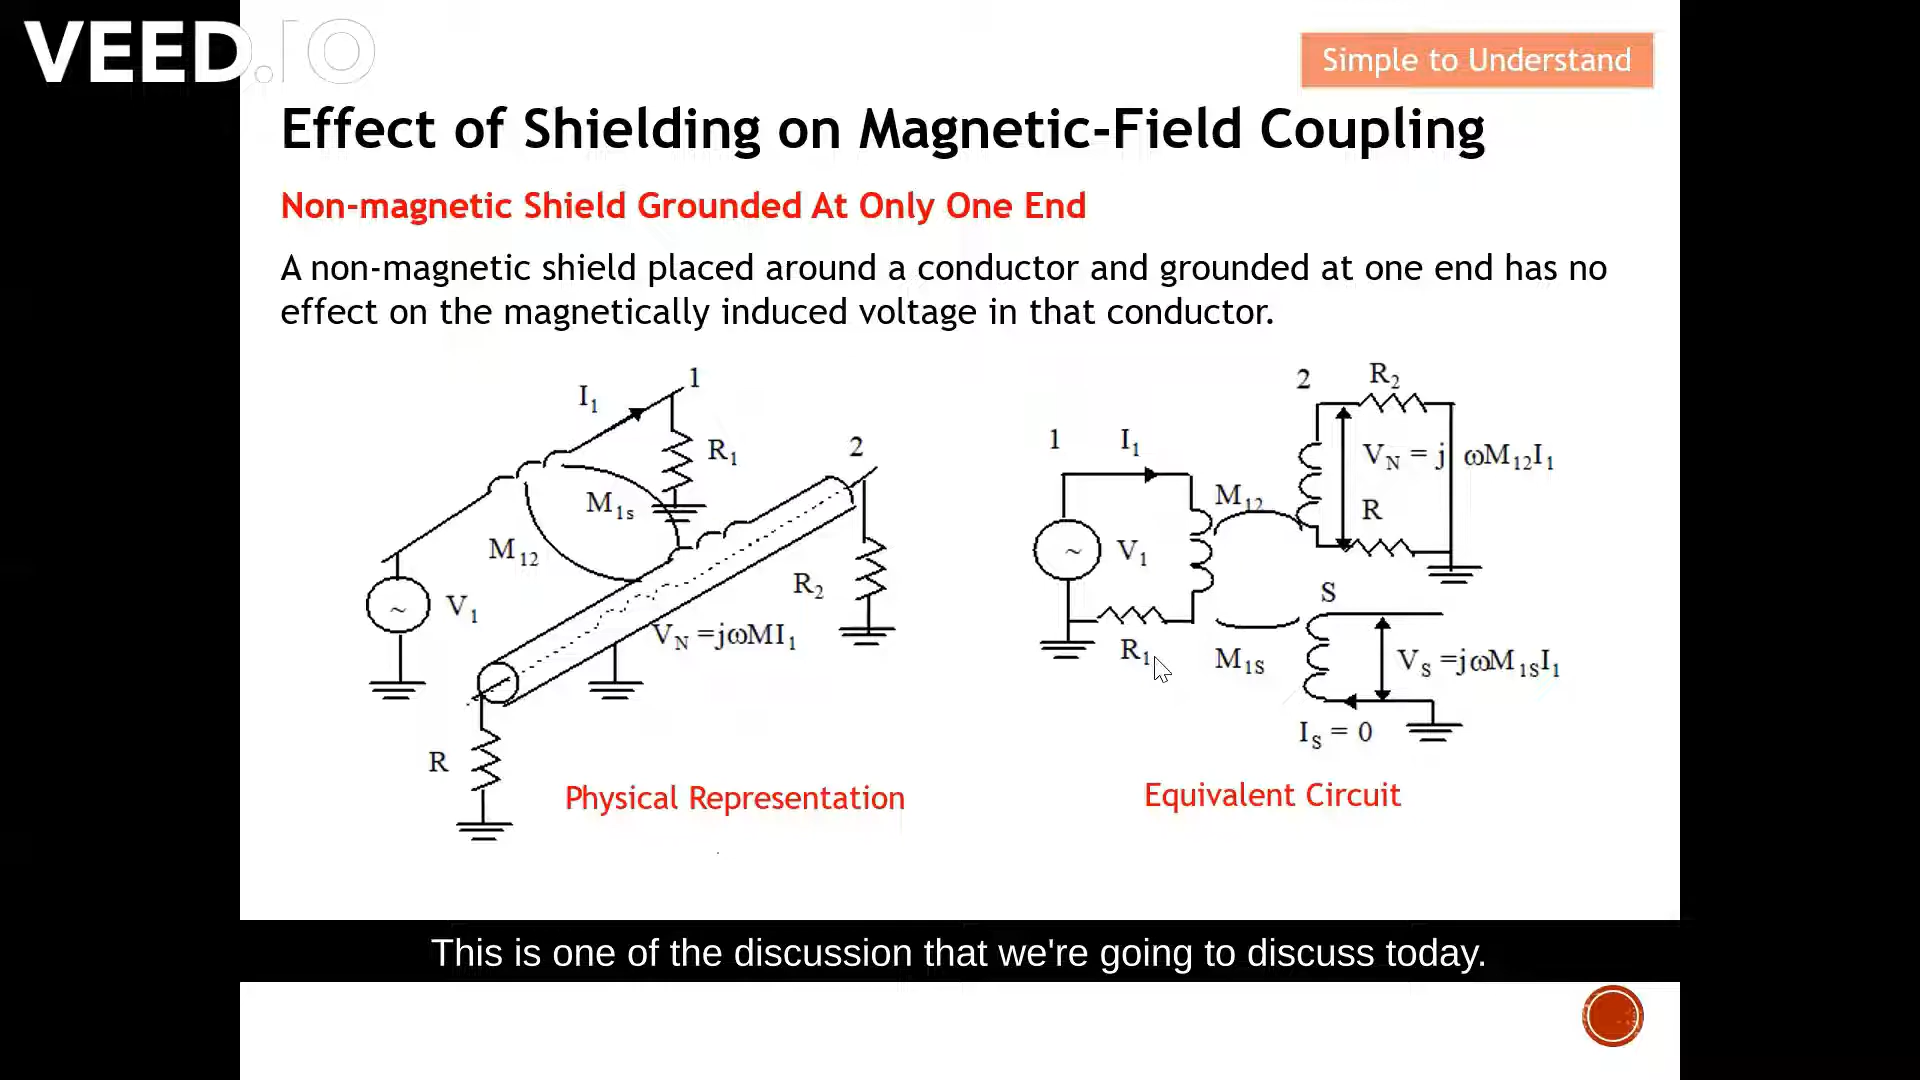 VEED.IO
Simple to Understand
Effect of Shielding on Magnetic-Field Coupling
Non-magnetic Shield Grounded At Only One End
A non-magnetic shield placed around a conductor and grounded at one end has no
effect on the magnetically induced voltage in that conductor.
I₁
1
R₁
2
M₁ₛ
M₁₂
R₂
~
V₁
V_N =jωMI₁
R
Physical Representation
2
R₂
1
I₁
V_N = j ωM₁₂I₁
M₁₂
R
~
V₁
S
R₁
M₁S
V_S =jωM₁SI₁
I_S = 0
Equivalent Circuit
This is one of the discussion that we're going to discuss today.